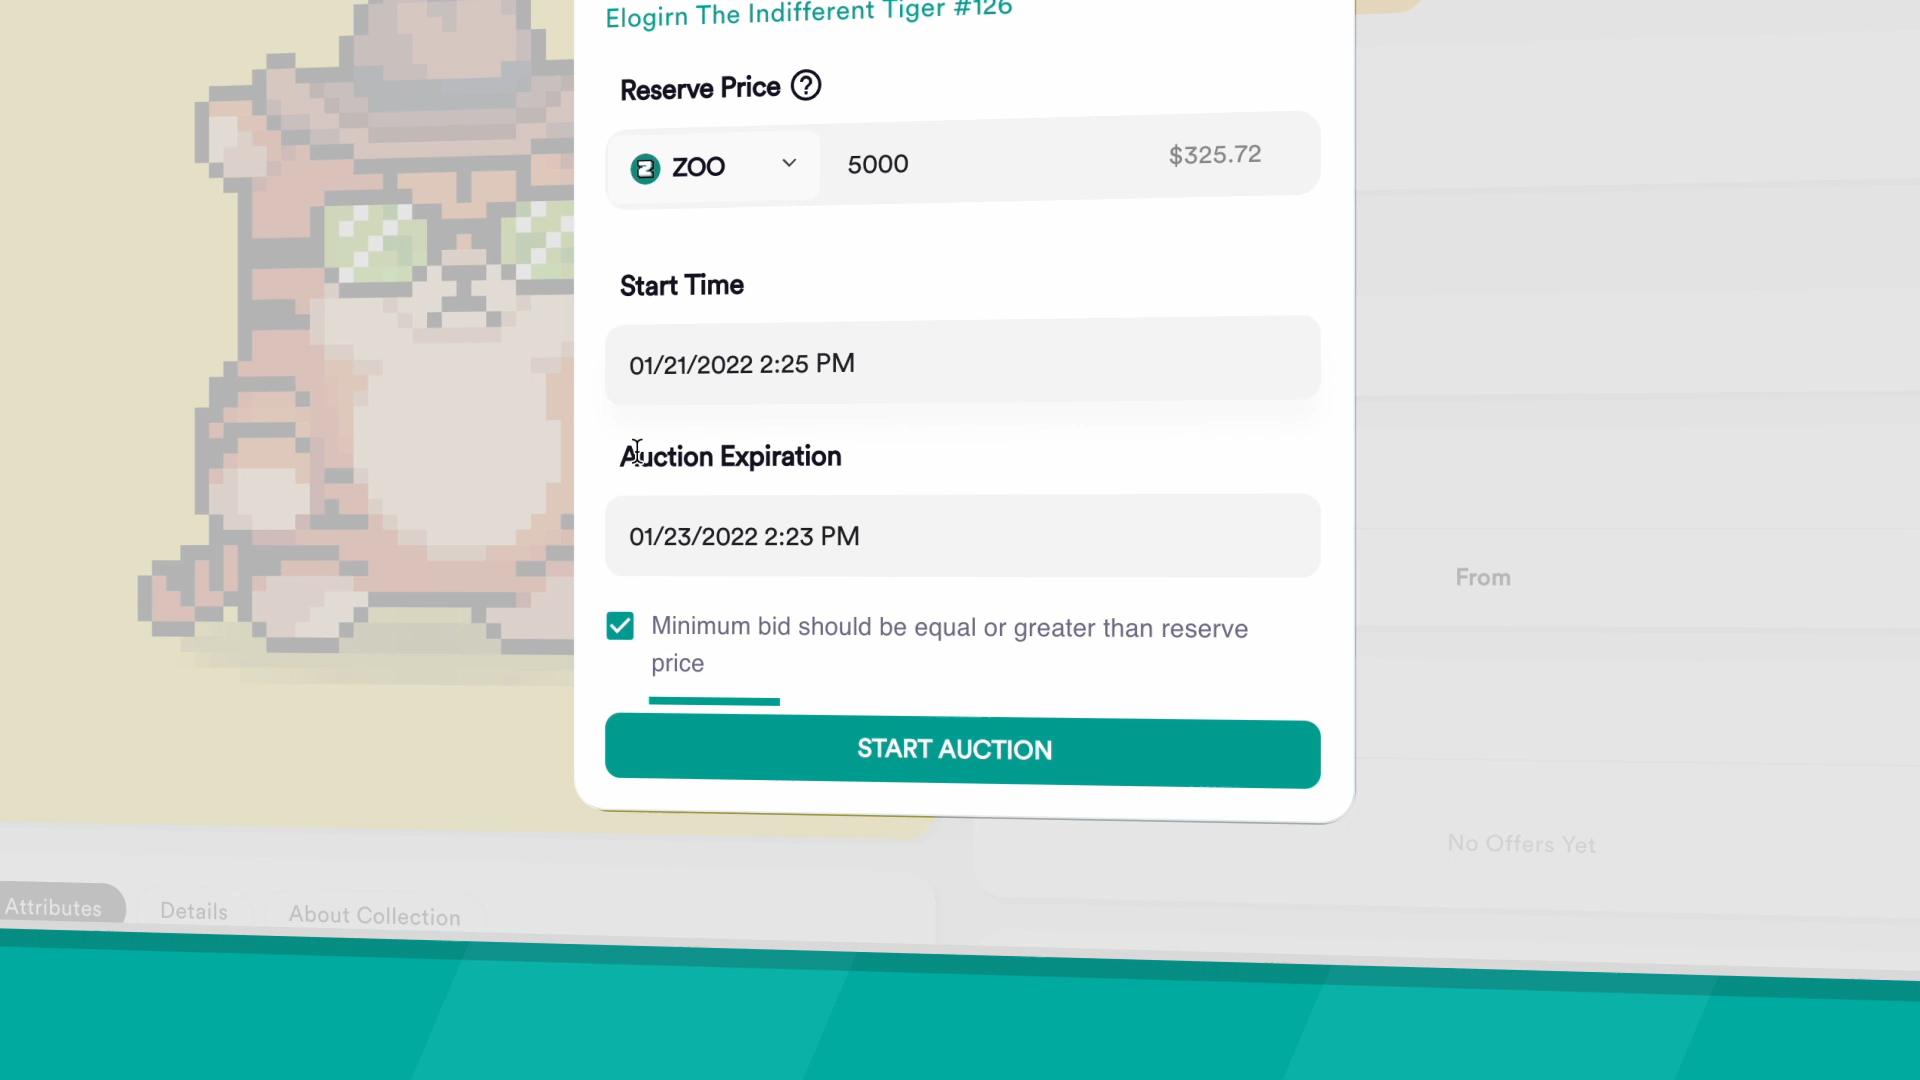 Elogirn The Indifferent Tiger #126
Reserve Price ?
ZOO 5000 $325.72
Start Time
01/21/2022 2:25 PM
Auction Expiration
01/23/2022 2:23 PM
Minimum bid should be equal or greater than reserve
price
START AUCTION
From
No Offers Yet
Attributes Details About Collection